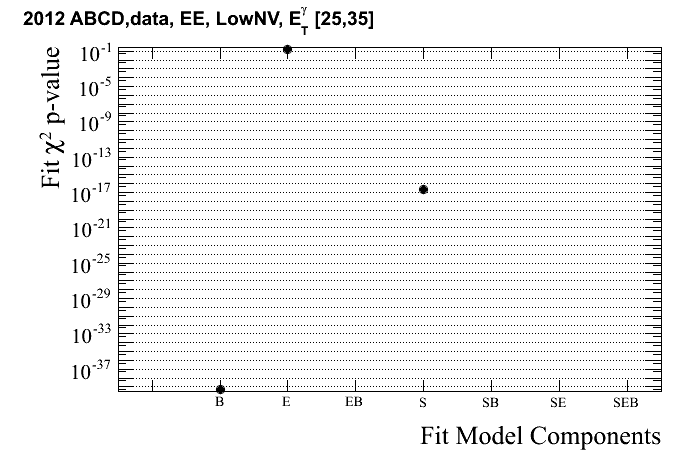 2012 ABCD,data, EE, LowNV, E_T^γ [25,35]
Fit χ² p-value
10⁻¹
10⁻⁵
10⁻⁹
10⁻¹³
10⁻¹⁷
10⁻²¹
10⁻²⁵
10⁻²⁹
10⁻³³
10⁻³⁷
B E EB S SB SE SEB
Fit Model Components